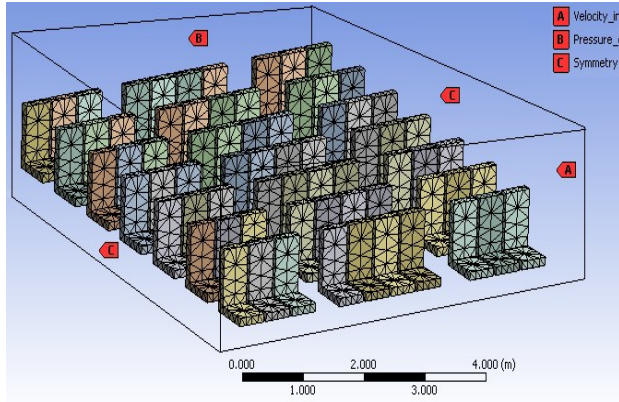 A Velocity_in
B Pressure_
C Symmetry
B
C
A
C
0.000 2.000 4.000 (m)
1.000 3.000